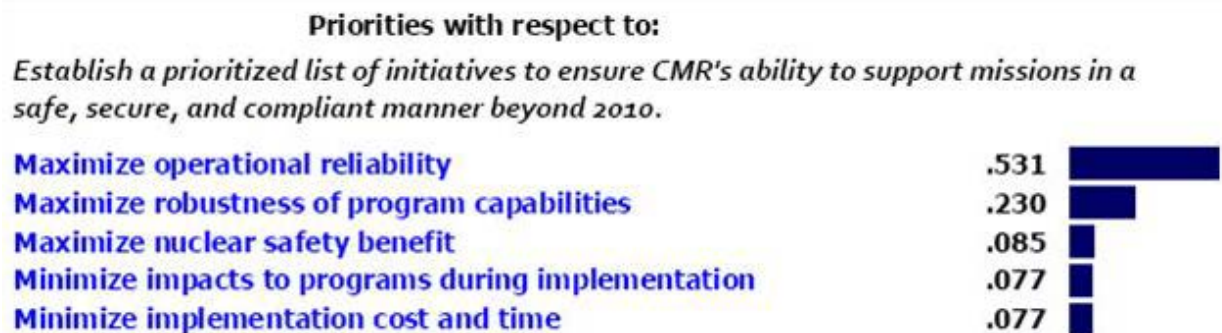 Priorities with respect to:
Establish a prioritized list of initiatives to ensure CMR's ability to support missions in a
safe, secure, and compliant manner beyond 2010.
Maximize operational reliability .531
Maximize robustness of program capabilities .230
Maximize nuclear safety benefit .085
Minimize impacts to programs during implementation .077
Minimize implementation cost and time .077